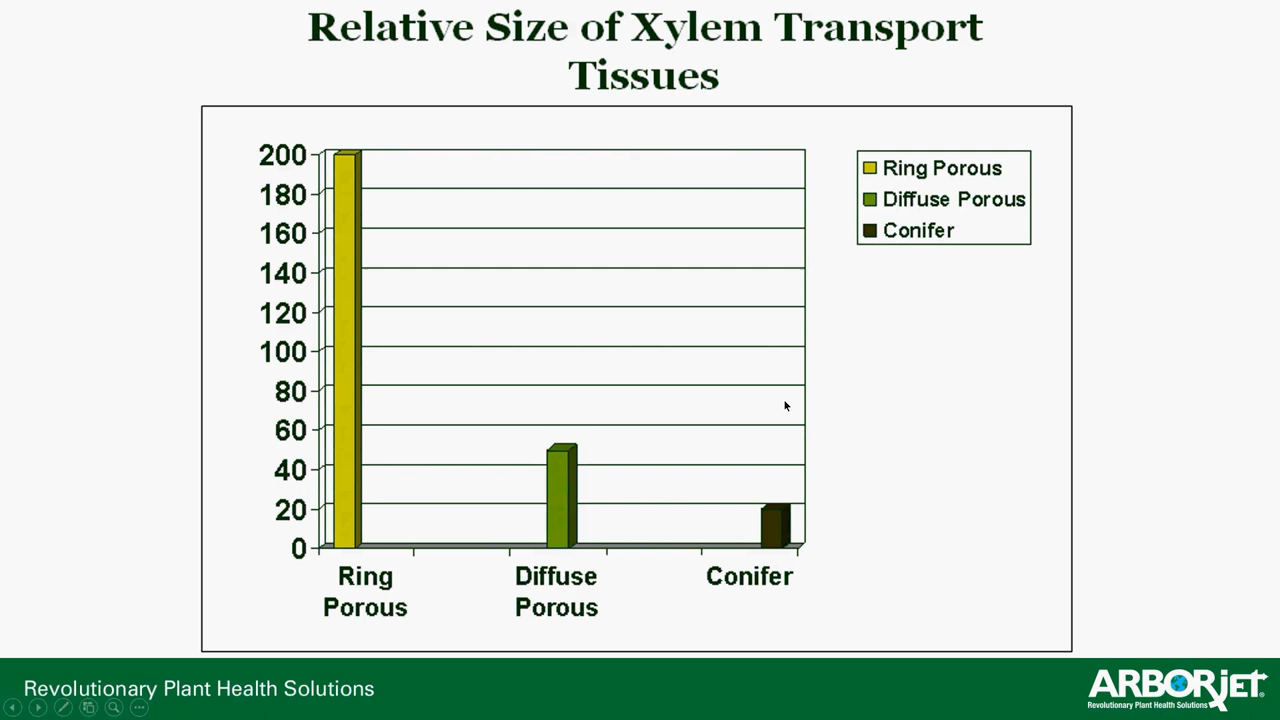 Relative Size of Xylem Transport
Tissues
200
180
160
140
120
100
80
60
40
20
0
Ring
Porous
Diffuse
Porous
Conifer
Ring Porous
Diffuse Porous
Conifer
Revolutionary Plant Health Solutions
ARBORjet
Revolutionary Plant Health Solutions